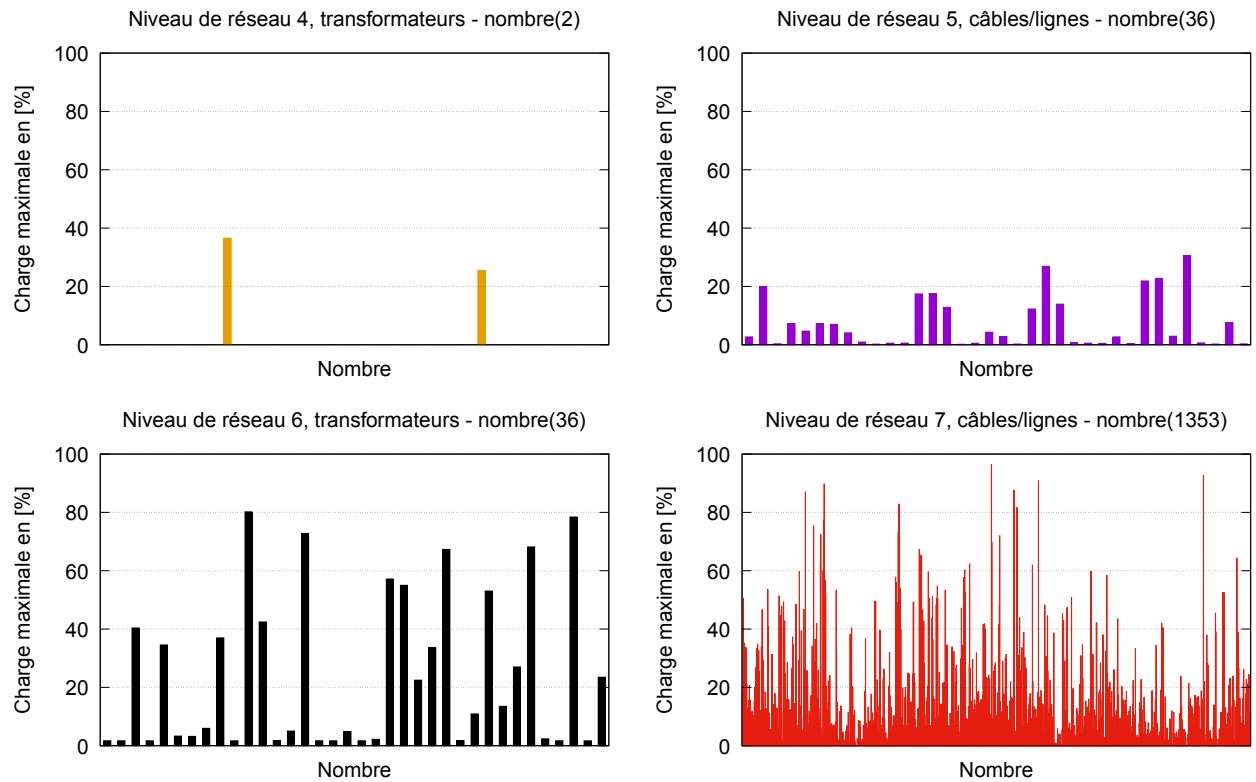 Niveau de réseau 4, transformateurs - nombre(2)
100
80
60
40
20
0
Charge maximale en [%]
Nombre
Niveau de réseau 5, câbles/lignes - nombre(36)
100
80
60
40
20
0
Charge maximale en [%]
Nombre
Niveau de réseau 6, transformateurs - nombre(36)
100
80
60
40
20
0
Charge maximale en [%]
Nombre
Niveau de réseau 7, câbles/lignes - nombre(1353)
100
80
60
40
20
0
Charge maximale en [%]
Nombre